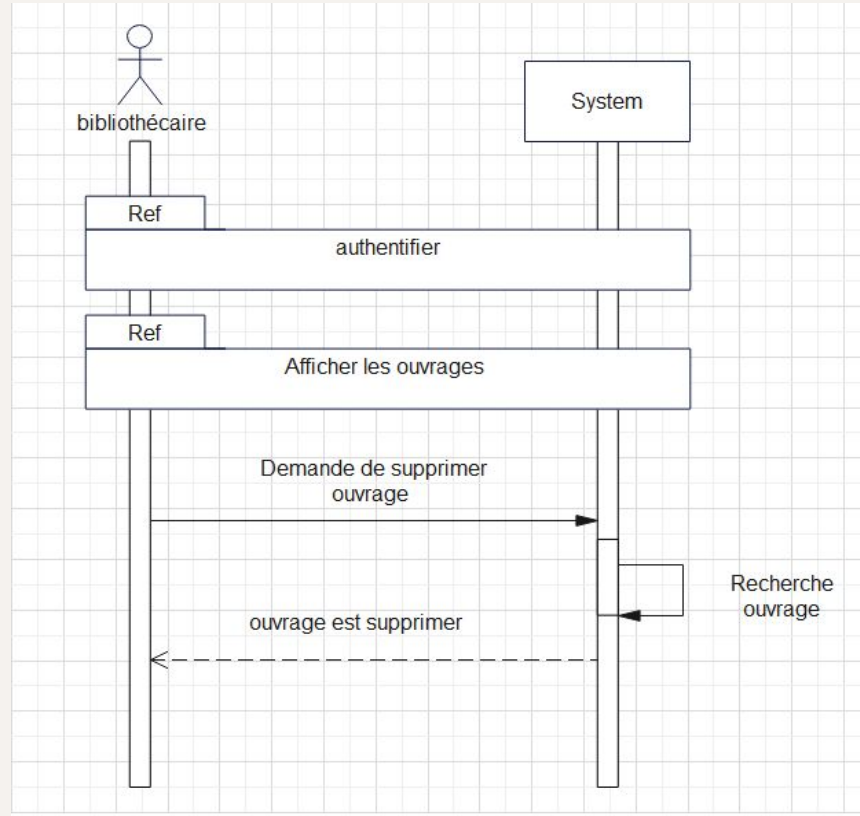 bibliothécaire
System
Ref
authentifier
Ref
Afficher les ouvrages
Demande de supprimer
ouvrage
Recherche
ouvrage
ouvrage est supprimer